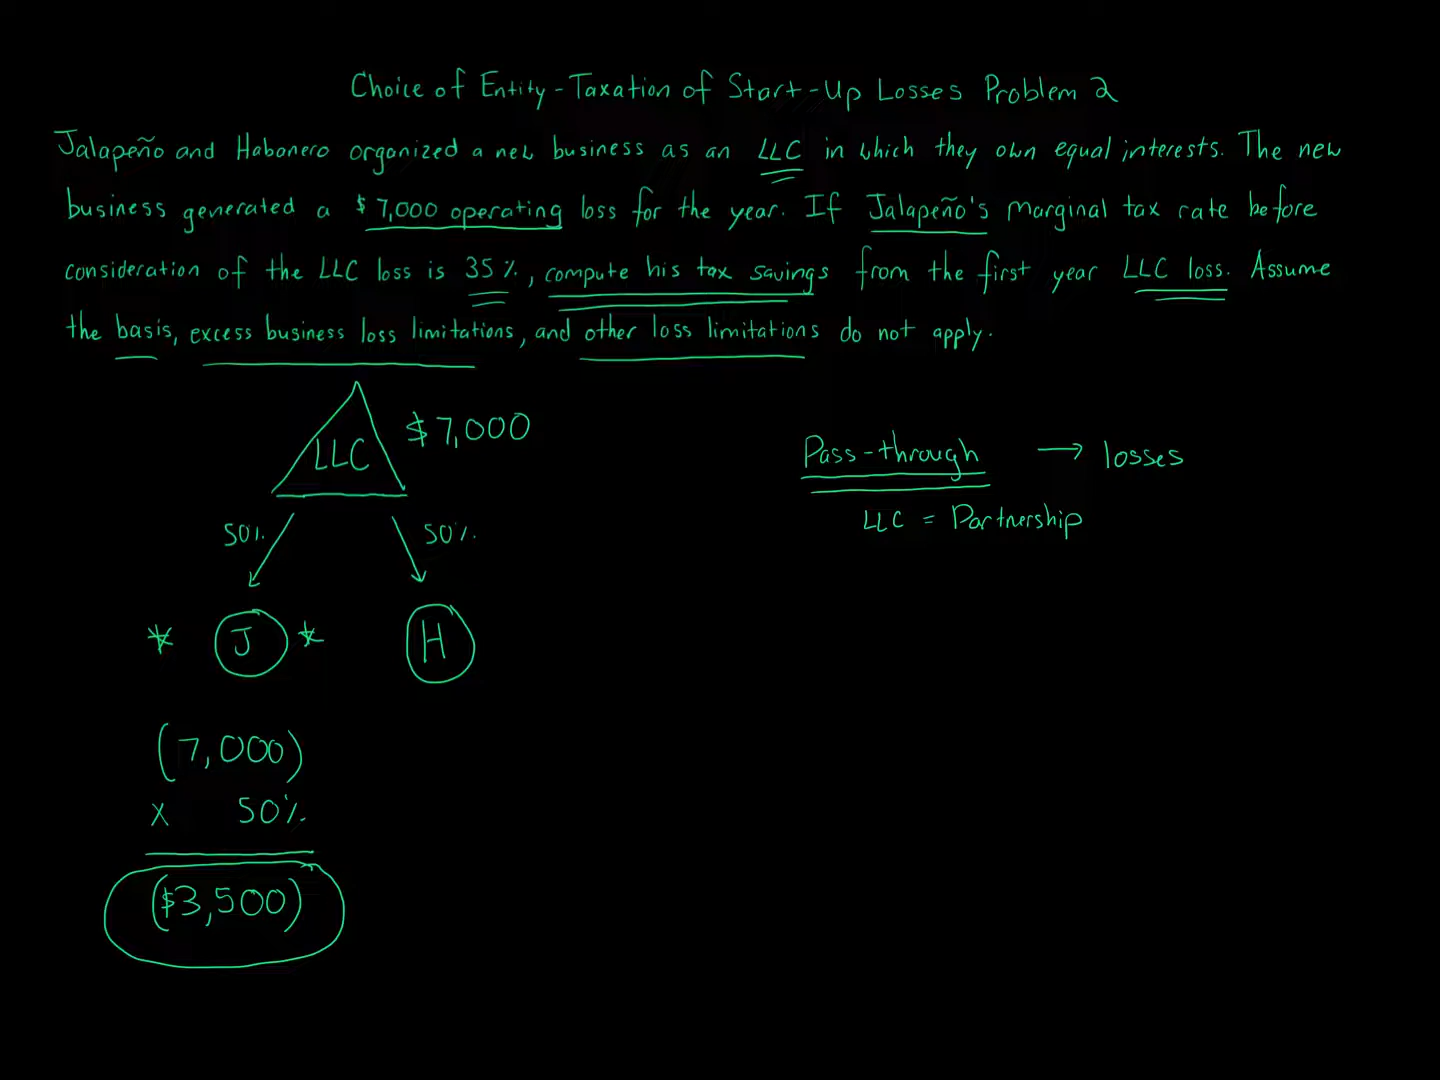 Choice of Entity-Taxation of Start-Up Losses Problem 2
Jalapeño and Habanero organized a new business as an LLC in which they own equal interests. The new
business generated a $7,000 operating loss for the year. If Jalapeño's marginal tax rate before
consideration of the LLC loss is 35%, compute his tax savings from the first year LLC loss. Assume
the basis, excess business loss limitations, and other loss limitations do not apply.
LLC $7,000
Pass-through → losses
LLC = Partnership
50% 50%
* J * H
(7,000)
x 50%
($3,500)